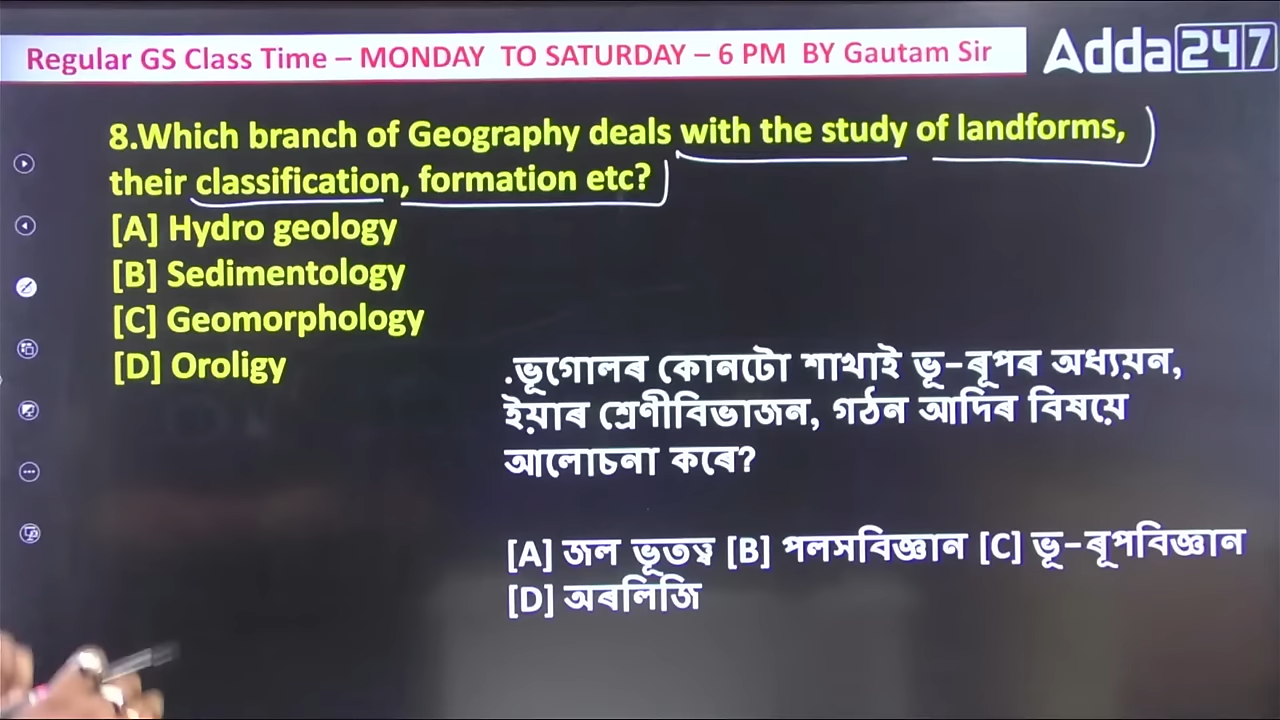 Regular GS Class Time – MONDAY TO SATURDAY – 6 PM BY Gautam Sir
Adda247
8.Which branch of Geography deals with the study of landforms,
their classification, formation etc?
[A] Hydro geology
[B] Sedimentology
[C] Geomorphology
[D] Oroligy
.ভূগোলৰ কোনটো শাখাই ভূ-ৰূপৰ অধ্যয়ন,
ইয়াৰ শ্ৰেণীবিভাজন, গঠন আদিৰ বিষয়ে
আলোচনা কৰে?
[A] জল ভূতত্ত্ব [B] পলসবিজ্ঞান [C] ভূ-ৰূপবিজ্ঞান
[D] অৰলিজি